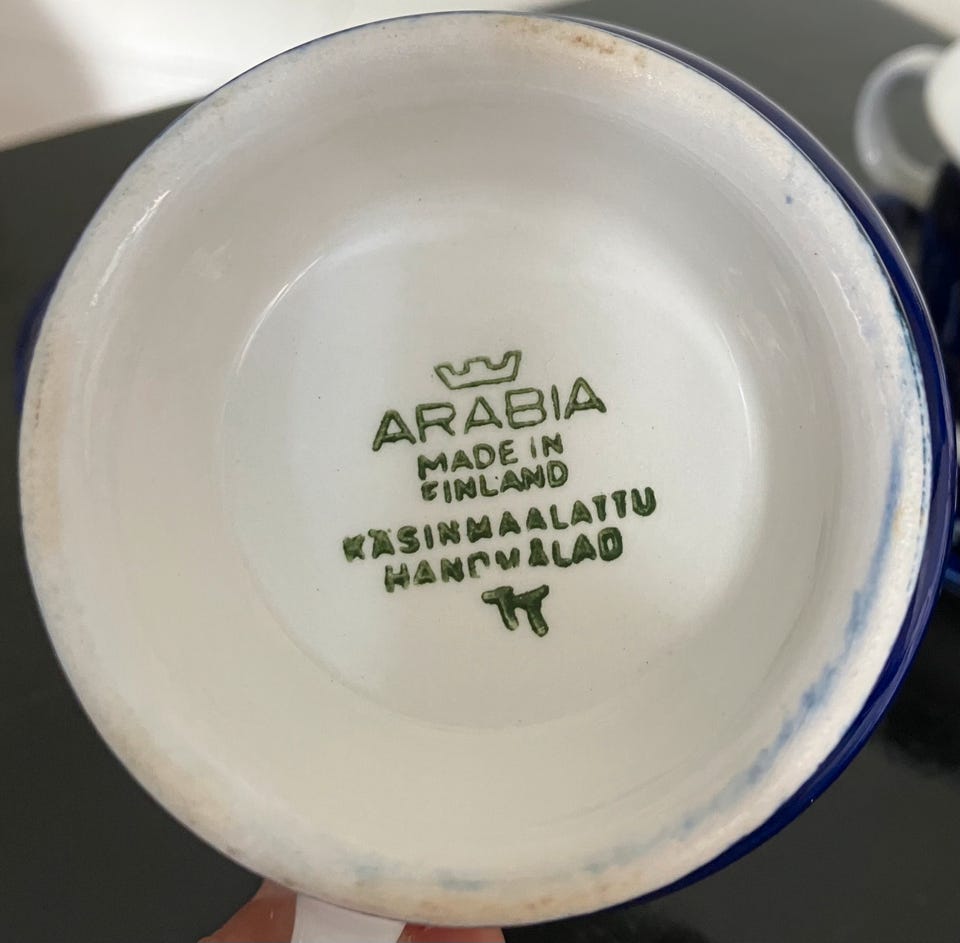 ARABIA
MADE IN
FINLAND
KÄSINMAALATTU
HANDMÅLAD